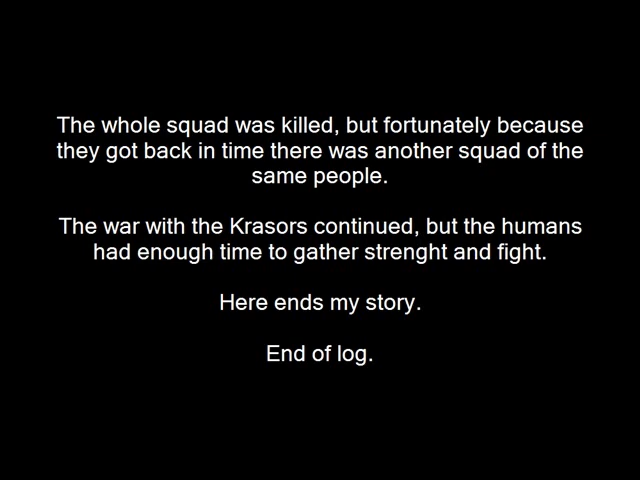 The whole squad was killed, but fortunately because
they got back in time there was another squad of the
same people.
The war with the Krasors continued, but the humans
had enough time to gather strenght and fight.
Here ends my story.
End of log.